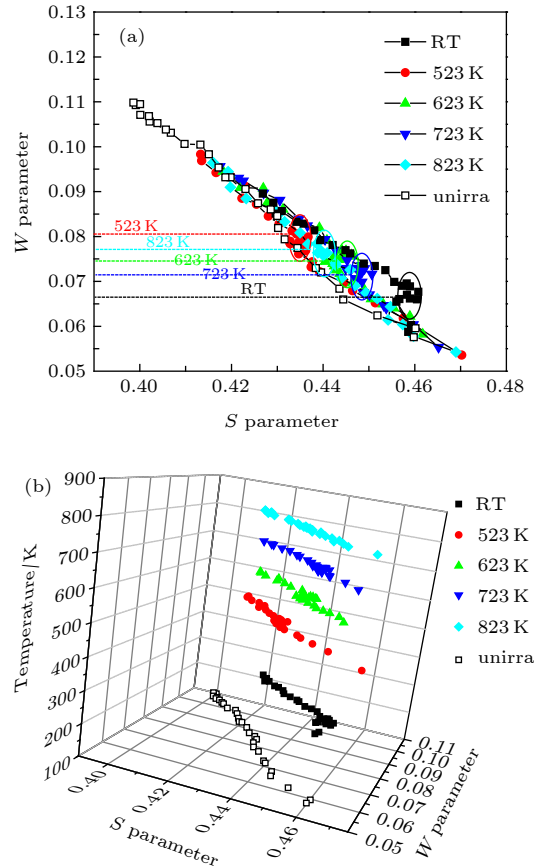 (a)
0.13
0.12
0.11
0.10
0.09
0.08
0.07
0.06
0.05
W parameter
RT
523 K
623 K
723 K
823 K
unirra
523 K
823 K
623 K
723 K
RT
0.40
0.42
0.44
0.46
0.48
S parameter
(b)
900
800
700
600
500
400
300
200
100
Temperature/K
RT
523 K
623 K
723 K
823 K
unirra
0.40
0.42
0.44
0.46
S parameter
0.11
0.10
0.09
0.08
0.07
0.06
0.05
W parameter